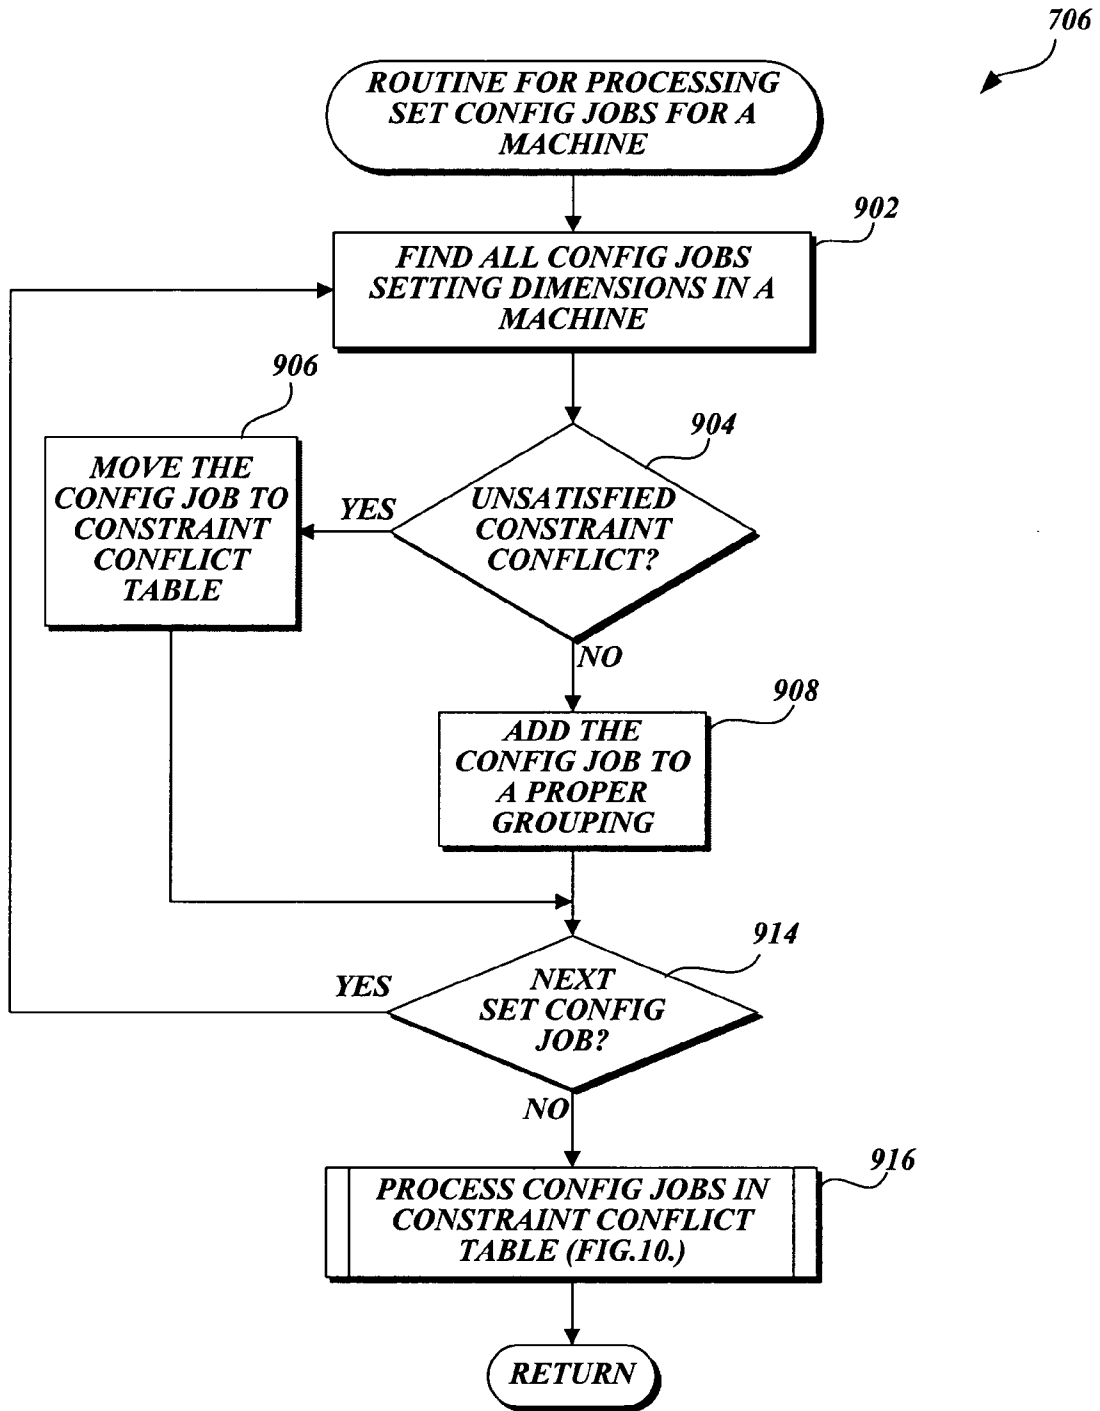 706
ROUTINE FOR PROCESSING
SET CONFIG JOBS FOR A
MACHINE
902
FIND ALL CONFIG JOBS
SETTING DIMENSIONS IN A
MACHINE
906
904
MOVE THE
CONFIG JOB TO
CONSTRAINT
CONFLICT
TABLE
YES
UNSATISFIED
CONSTRAINT
CONFLICT?
NO
908
ADD THE
CONFIG JOB TO
A PROPER
GROUPING
914
YES
NEXT
SET CONFIG
JOB?
NO
916
PROCESS CONFIG JOBS IN
CONSTRAINT CONFLICT
TABLE (FIG.10.)
RETURN